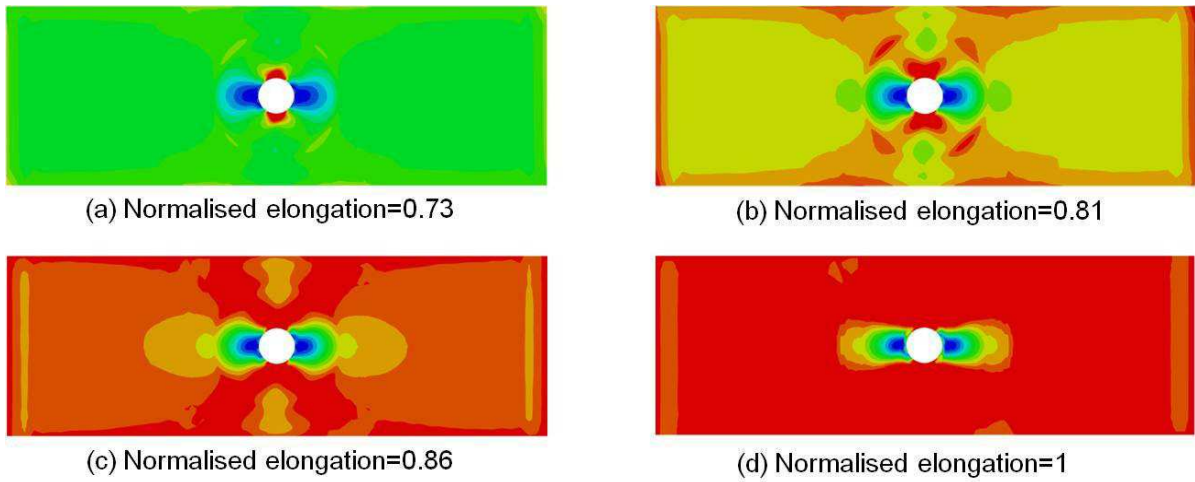 (a) Normalised elongation=0.73
(b) Normalised elongation=0.81
(c) Normalised elongation=0.86
(d) Normalised elongation=1